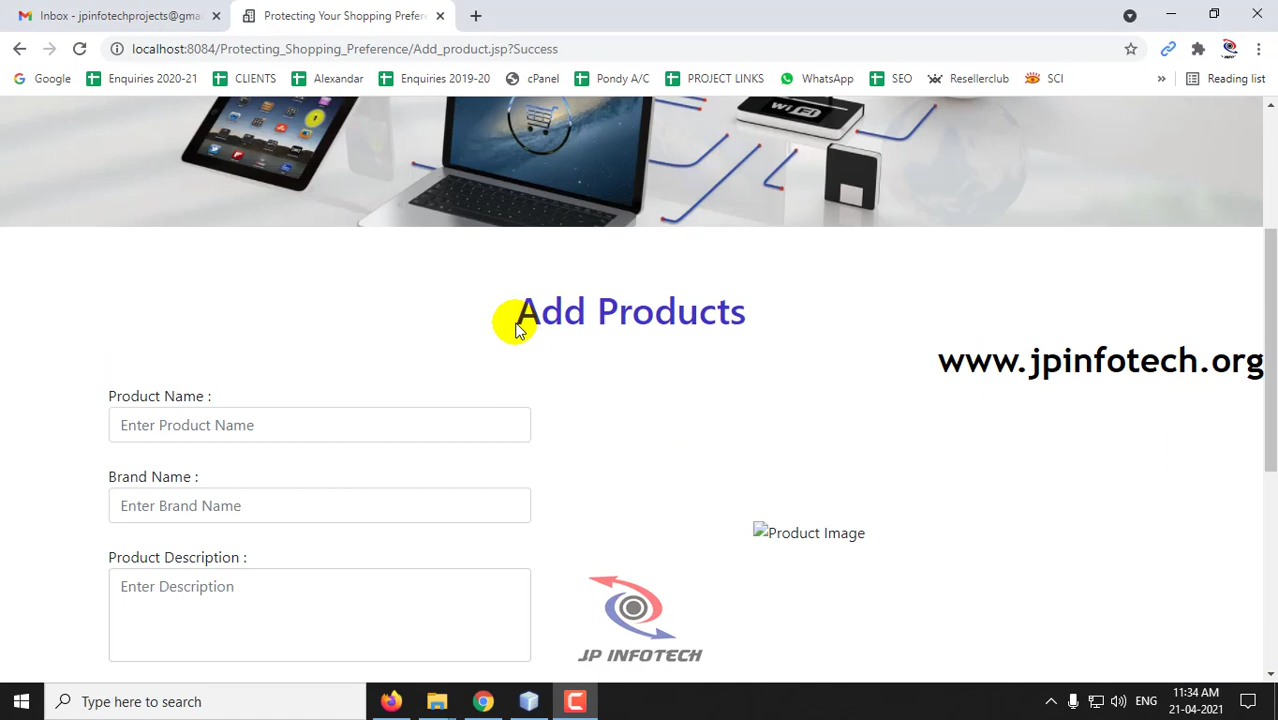 Inbox - jpinfotechprojects@gma
Protecting Your Shopping Prefere
localhost:8084/Protecting_Shopping_Preference/Add_product.jsp?Success
Google
Enquiries 2020-21
CLIENTS
Alexandar
Enquiries 2019-20
cPanel
Pondy A/C
PROJECT LINKS
WhatsApp
SEO
Resellerclub
SCI
»
Reading list
WiFi
Add Products
www.jpinfotech.org
Product Name :
Enter Product Name
Brand Name :
Enter Brand Name
Product Image
Product Description :
Enter Description
JP INFOTECH
Type here to search
ENG
11:34 AM
21-04-2021